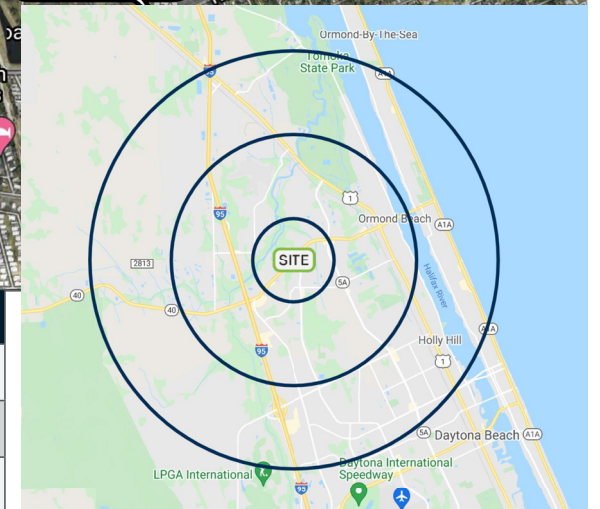 Ormond-By-The-Sea
Tomoka
State Park
95
A1A
1
95
Ormond Beach
A1A
SITE
2813
5A
Halifax River
40
40
A1A
95
Holly Hill
1
5A
Daytona Beach
A1A
LPGA International
Daytona International
Speedway
95